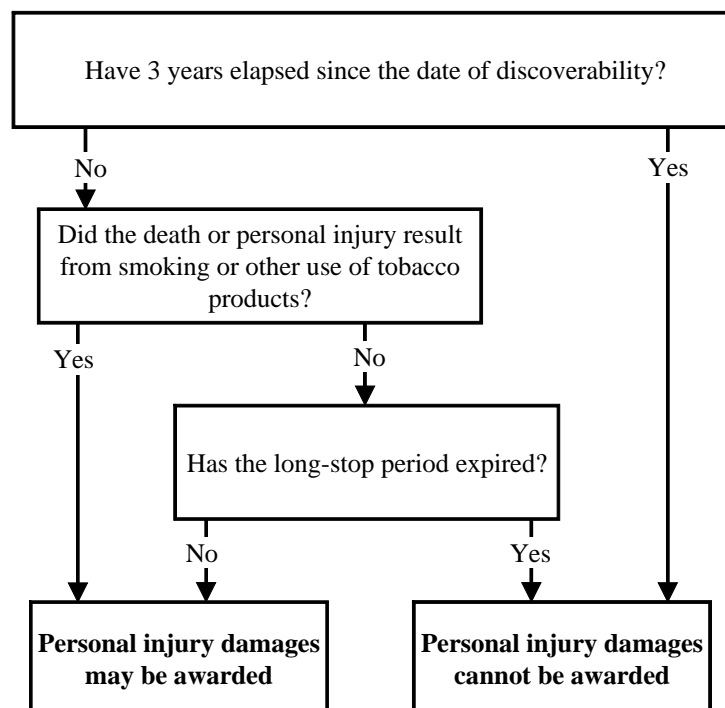 Have 3 years elapsed since the date of discoverability?
No
Yes
Did the death or personal injury result
from smoking or other use of tobacco
products?
Yes
No
Has the long-stop period expired?
No
Yes
Personal injury damages
may be awarded
Personal injury damages
cannot be awarded